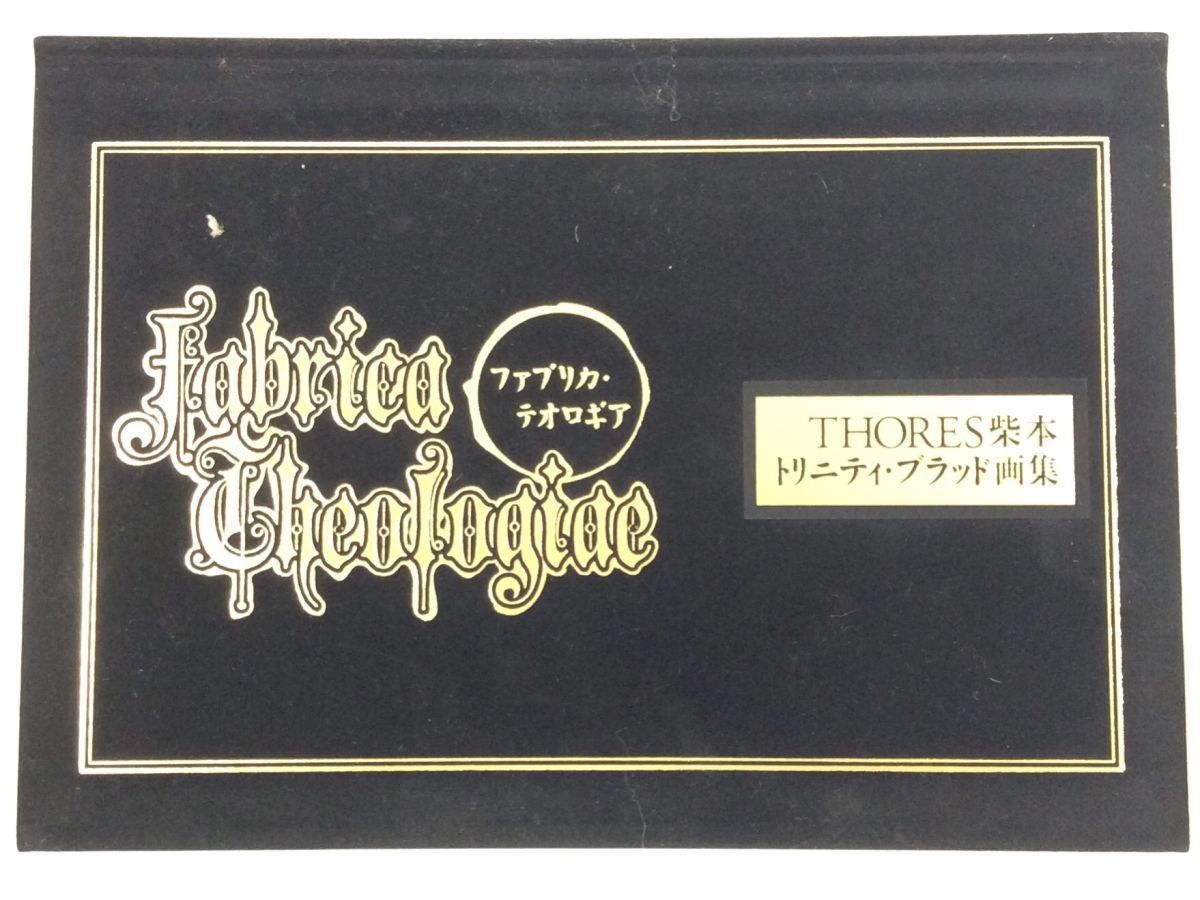 Fabrica
ファブリカ・
テオロギア
Theologiae
THORES柴本
トリニティ・ブラッド画集